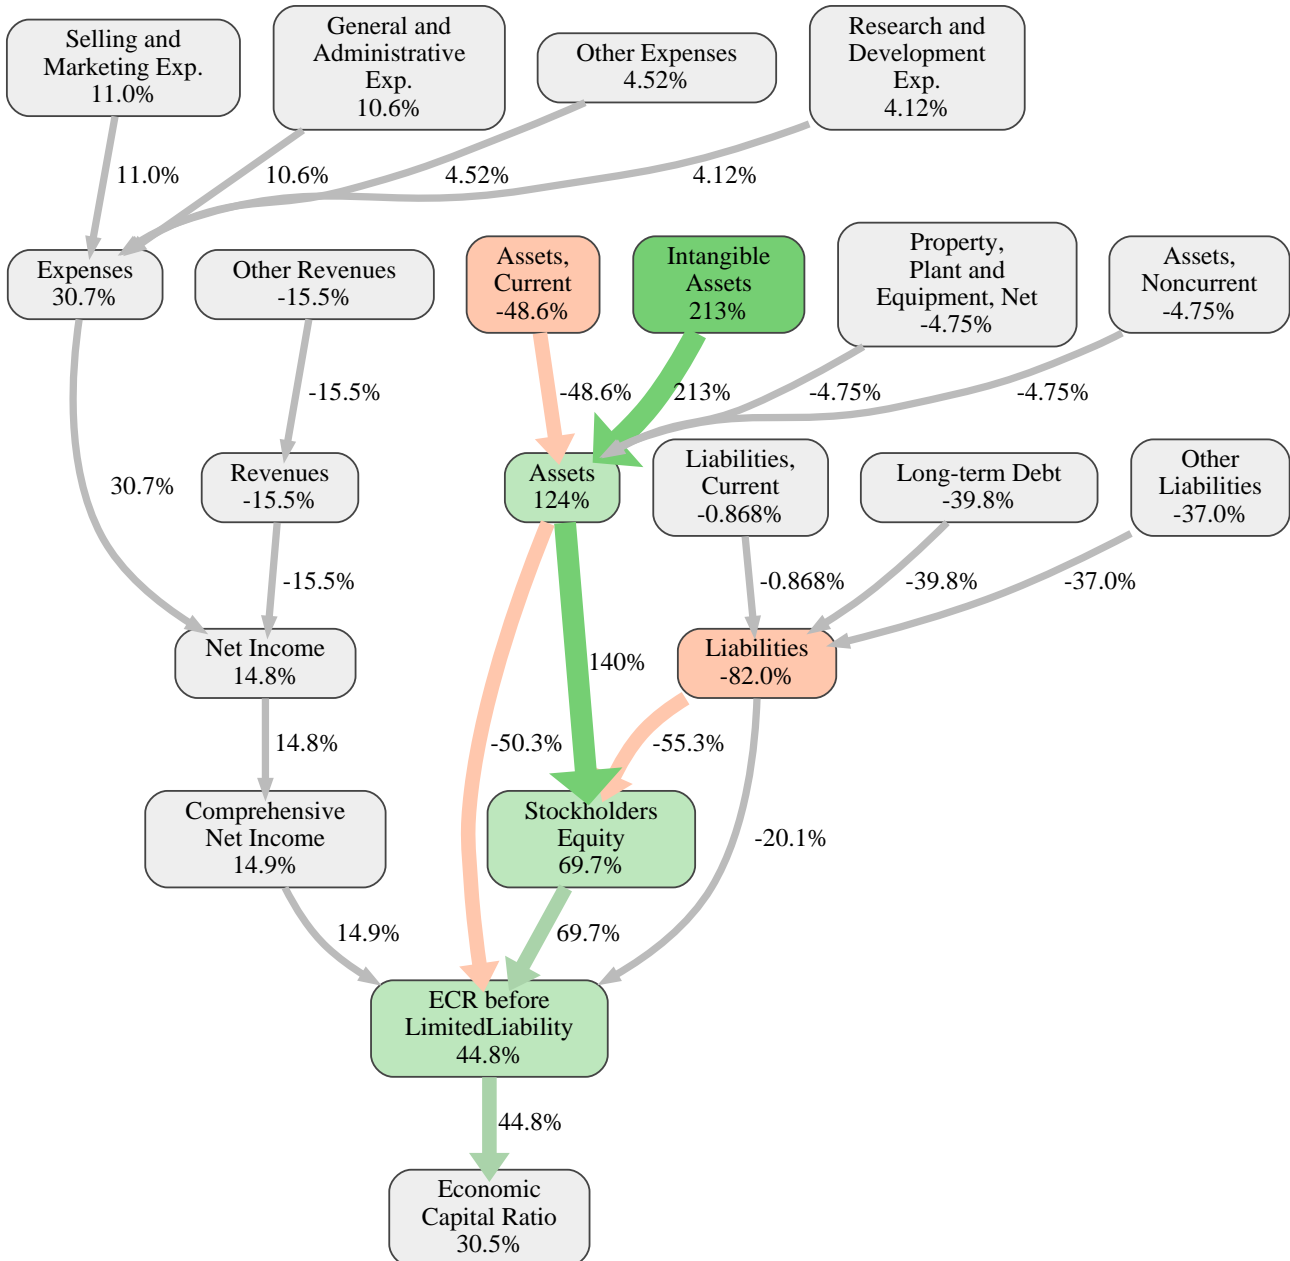 Selling and
Marketing Exp.
11.0%
General and
Administrative
Exp.
10.6%
Other Expenses
4.52%
Research and
Development
Exp.
4.12%
11.0%
10.6%
4.52%
4.12%
Expenses
30.7%
Other Revenues
-15.5%
Assets,
Current
-48.6%
Intangible
Assets
213%
Property,
Plant and
Equipment, Net
-4.75%
Assets,
Noncurrent
-4.75%
-15.5%
-48.6%
213%
-4.75%
-4.75%
30.7%
Revenues
-15.5%
Assets
124%
Liabilities,
Current
-0.868%
Long-term Debt
-39.8%
Other
Liabilities
-37.0%
-15.5%
-0.868%
-39.8%
-37.0%
Net Income
14.8%
140%
Liabilities
-82.0%
14.8%
-50.3%
-55.3%
Comprehensive
Net Income
14.9%
Stockholders
Equity
69.7%
-20.1%
14.9%
69.7%
ECR before
LimitedLiability
44.8%
44.8%
Economic
Capital Ratio
30.5%